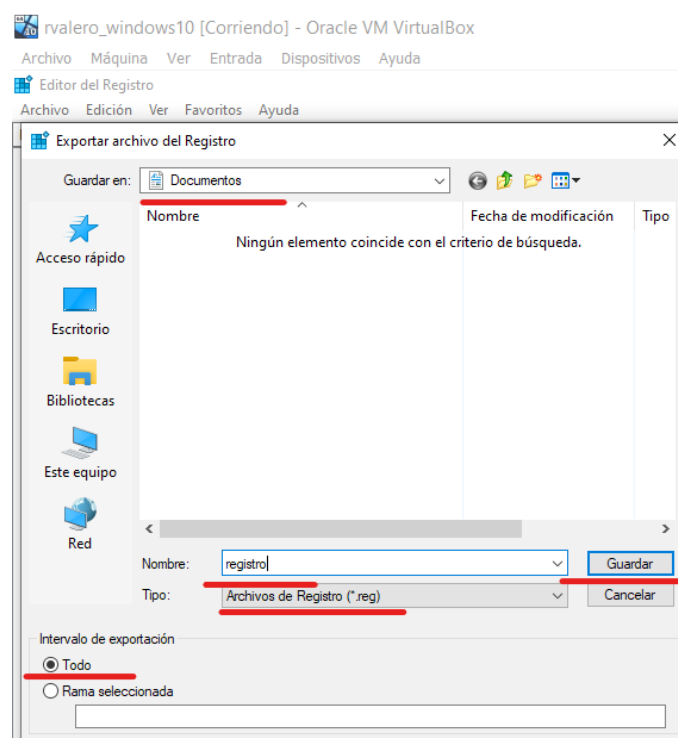 rvalero_windows10 [Corriendo] - Oracle VM VirtualBox
Archivo Máquin Ver Entrada Dispositivos Ayuda
Editor del Registro
Archivo Edición Ver Favoritos Ayuda
Exportar archivo del Registro
Guardar en: Documentos
Nombre Fecha de modificación Tipo
Ningún elemento coincide con el criterio de búsqueda.
Acceso rápido
Escritorio
Bibliotecas
Este equipo
Red
Nombre: registro Guardar
Tipo: Archivos de Registro (*.reg) Cancelar
Intervalo de exportación
Todo
Rama seleccionada